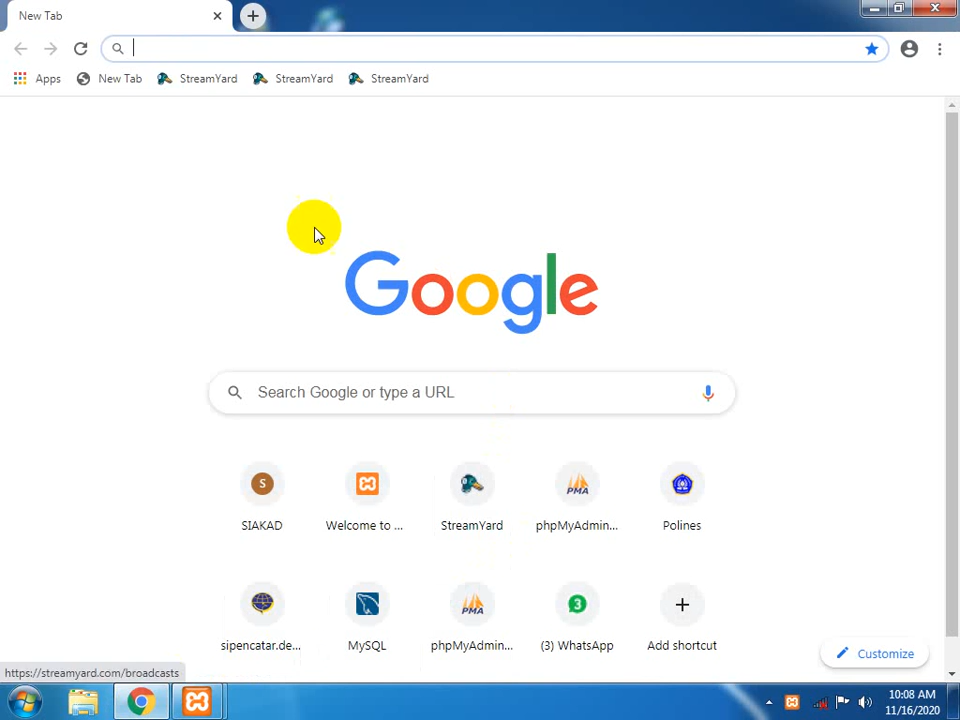 New Tab
Apps New Tab StreamYard StreamYard StreamYard
Google
Search Google or type a URL
S
SIAKAD Welcome to ... StreamYard phpMyAdmin... Polines
PMA
PMA
3
sipencatar.de... MySQL phpMyAdmin... (3) WhatsApp Add shortcut
Customize
https://streamyard.com/broadcasts
10:08 AM
11/16/2020